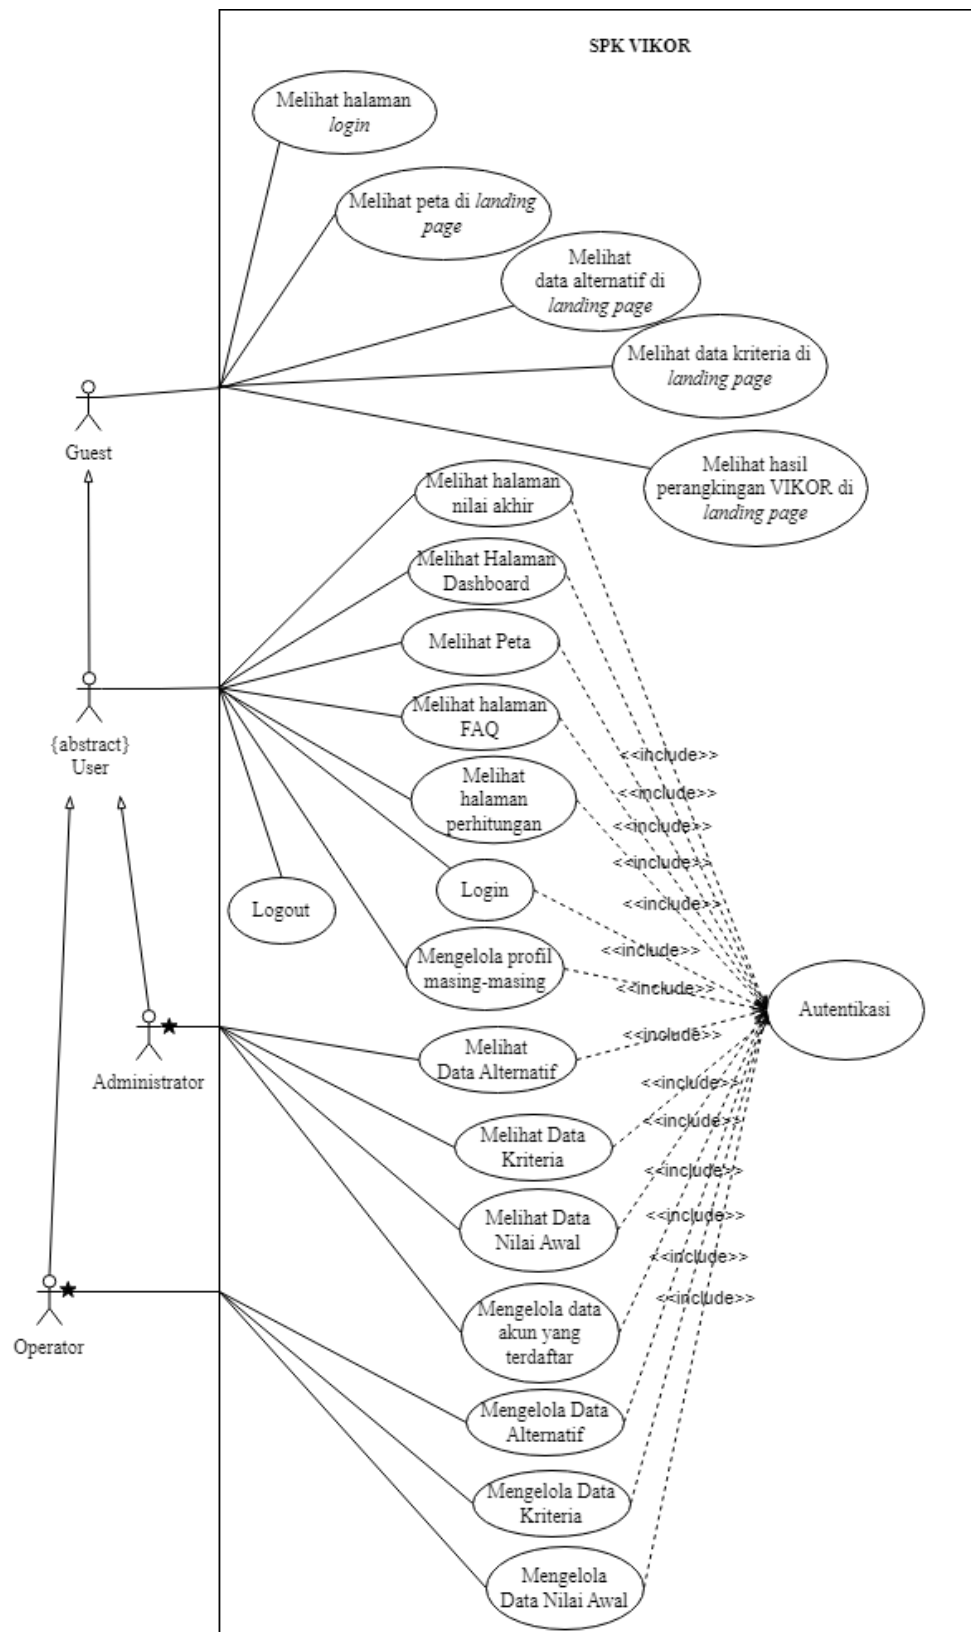 SPK VIKOR
Melihat halaman
login
Melihat peta di landing
page
Melihat
data alternatif di
landing page
Melihat data kriteria di
landing page
Guest
Melihat hasil
perangkingan VIKOR di
landing page
Melihat halaman
nilai akhir
Melihat Halaman
Dashboard
Melihat Peta
Melihat halaman
FAQ
{abstract}
User
<<include>>
Melihat
halaman
perhitungan
<<include>>
<<include>>
<<include>>
Login
<<include>>
Logout
<<include>>
Mengelola profil
masing-masing
<<include>>
Autentikasi
<<include>>
Melihat
Data Alternatif
Administrator
<<include>>
<<include>>
Melihat Data
Kriteria
<<include>>
Melihat Data
Nilai Awal
<<include>>
<<include>>
<<include>>
Mengelola data
akun yang
terdaftar
Operator
Mengelola Data
Alternatif
Mengelola Data
Kriteria
Mengelola
Data Nilai Awal